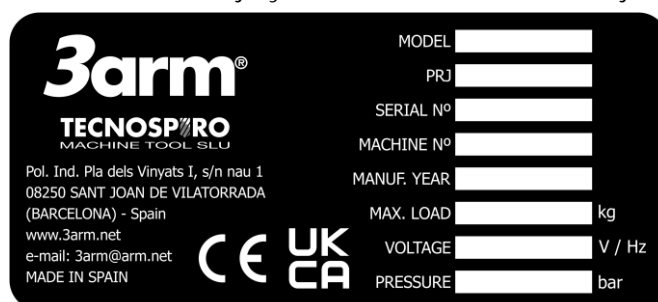 3arm®
TECNOSPIRO
MACHINE TOOL SLU
Pol. Ind. Pla dels Vinyats I, s/n nau 1
08250 SANT JOAN DE VILATORRADA
(BARCELONA) - Spain
www.3arm.net
e-mail: 3arm@arm.net
MADE IN SPAIN
CE
UK
CA
MODEL
PRJ
SERIAL Nº
MACHINE Nº
MANUF. YEAR
MAX. LOAD kg
VOLTAGE V / Hz
PRESSURE bar